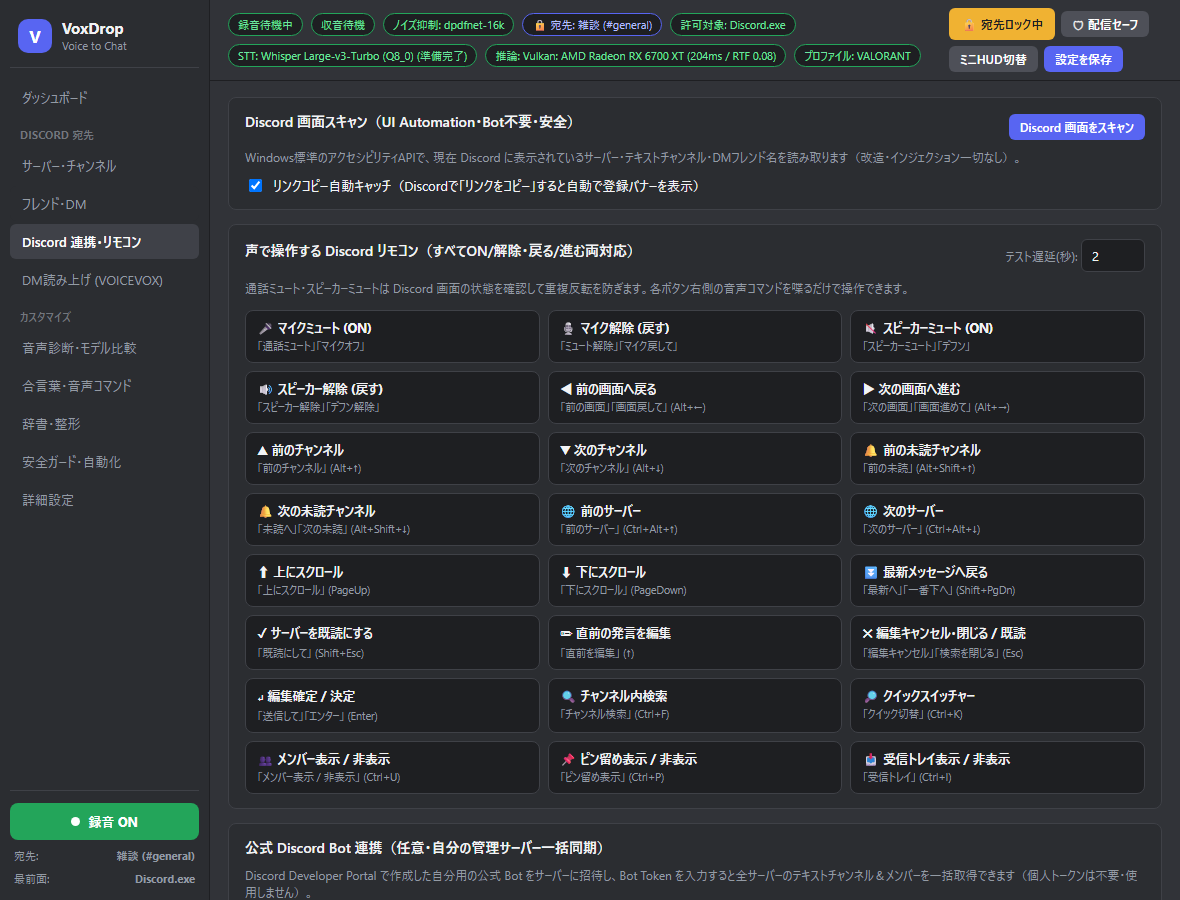 V
VoxDrop
Voice to Chat
ダッシュボード
DISCORD 宛先
サーバー・チャンネル
フレンド・DM
Discord 連携・リモコン
DM読み上げ (VOICEVOX)
カスタマイズ
音声診断・モデル比較
合言葉・音声コマンド
辞書・整形
安全ガード・自動化
詳細設定
● 録音 ON
宛先: 雑談 (#general)
最前面: Discord.exe
録音待機中
収音待機
ノイズ抑制: dpdfnet-16k
🔒 宛先: 雑談 (#general)
許可対象: Discord.exe
STT: Whisper Large-v3-Turbo (Q8_0) (準備完了)
推論: Vulkan: AMD Radeon RX 6700 XT (204ms / RTF 0.08)
プロファイル: VALORANT
🔒 宛先ロック中
🛡 配信セーフ
ミニHUD切替
設定を保存
Discord 画面スキャン（UI Automation・Bot不要・安全）
Discord 画面をスキャン
Windows標準のアクセシビリティAPIで、現在 Discord に表示されているサーバー・テキストチャンネル・DMフレンド名を読み取ります（改造・インジェクション一切なし）。
リンクコピー自動キャッチ（Discordで「リンクをコピー」すると自動で登録バナーを表示）
声で操作する Discord リモコン（すべてON/解除・戻る/進む両対応）
テスト遅延(秒): 2
通話ミュート・スピーカーミュートは Discord 画面の状態を確認して重複反転を防ぎます。各ボタン右側の音声コマンドを喋るだけで操作できます。
🎤 マイクミュート (ON)
「通話ミュート」「マイクオフ」
🎙 マイク解除 (戻す)
「ミュート解除」「マイク戻して」
🔇 スピーカーミュート (ON)
「スピーカーミュート」「デフン」
🔊 スピーカー解除 (戻す)
「スピーカー解除」「デフン解除」
◀ 前の画面へ戻る
「前の画面」「画面戻して」 (Alt+←)
▶ 次の画面へ進む
「次の画面」「画面進めて」 (Alt+→)
▲ 前のチャンネル
「前のチャンネル」 (Alt+↑)
▼ 次のチャンネル
「次のチャンネル」 (Alt+↓)
🔔 前の未読チャンネル
「前の未読」 (Alt+Shift+↑)
🔔 次の未読チャンネル
「未読へ」「次の未読」 (Alt+Shift+↓)
🌐 前のサーバー
「前のサーバー」 (Ctrl+Alt+↑)
🌐 次のサーバー
「次のサーバー」 (Ctrl+Alt+↓)
⬆ 上にスクロール
「上にスクロール」 (PageUp)
⬇ 下にスクロール
「下にスクロール」 (PageDown)
⏬ 最新メッセージへ戻る
「最新へ」「一番下へ」 (Shift+PgDn)
✓ サーバーを既読にする
「既読にして」 (Shift+Esc)
✏ 直前の発言を編集
「直前を編集」 (↑)
✕ 編集キャンセル・閉じる / 既読
「編集キャンセル」「検索を閉じる」 (Esc)
↲ 編集確定 / 決定
「送信して」「エンター」 (Enter)
🔍 チャンネル内検索
「チャンネル検索」 (Ctrl+F)
🔎 クイックスイッチャー
「クイック切替」 (Ctrl+K)
👥 メンバー表示 / 非表示
「メンバー表示 / 非表示」 (Ctrl+U)
📌 ピン留め表示 / 非表示
「ピン留め表示」 (Ctrl+P)
📥 受信トレイ表示 / 非表示
「受信トレイ」 (Ctrl+I)
公式 Discord Bot 連携（任意・自分の管理サーバー一括同期）
Discord Developer Portal で作成した自分用の公式 Bot をサーバーに招待し、Bot Token を入力すると全サーバーのテキストチャンネル＆メンバーを一括取得できます（個人トークンは不要・使
用しません）。